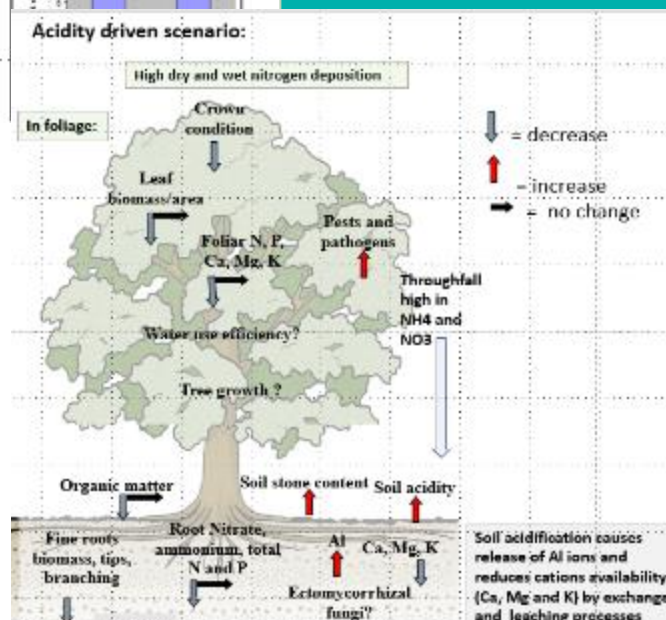 Acidity driven scenario:
High dry and wet nitrogen deposition
In foliage:
Crown
condition
= decrease
= increase
= no change
Leaf
biomass/area
Pests and
pathogens
Foliar N, P,
Ca, Mg, K
Throughfall
high in
NH4 and
NO3
Water use efficiency?
Tree growth ?
Organic matter
Soil stone content
Soil acidity
Fine roots
biomass, tips,
branching
Root Nitrate,
ammonium, total
N and P
Al
Ca, Mg, K
Ectomycorrhizal
fungi?
Soil acidification causes
release of Al ions and
reduces cations availability
(Ca, Mg and K) by exchange
and leaching processes